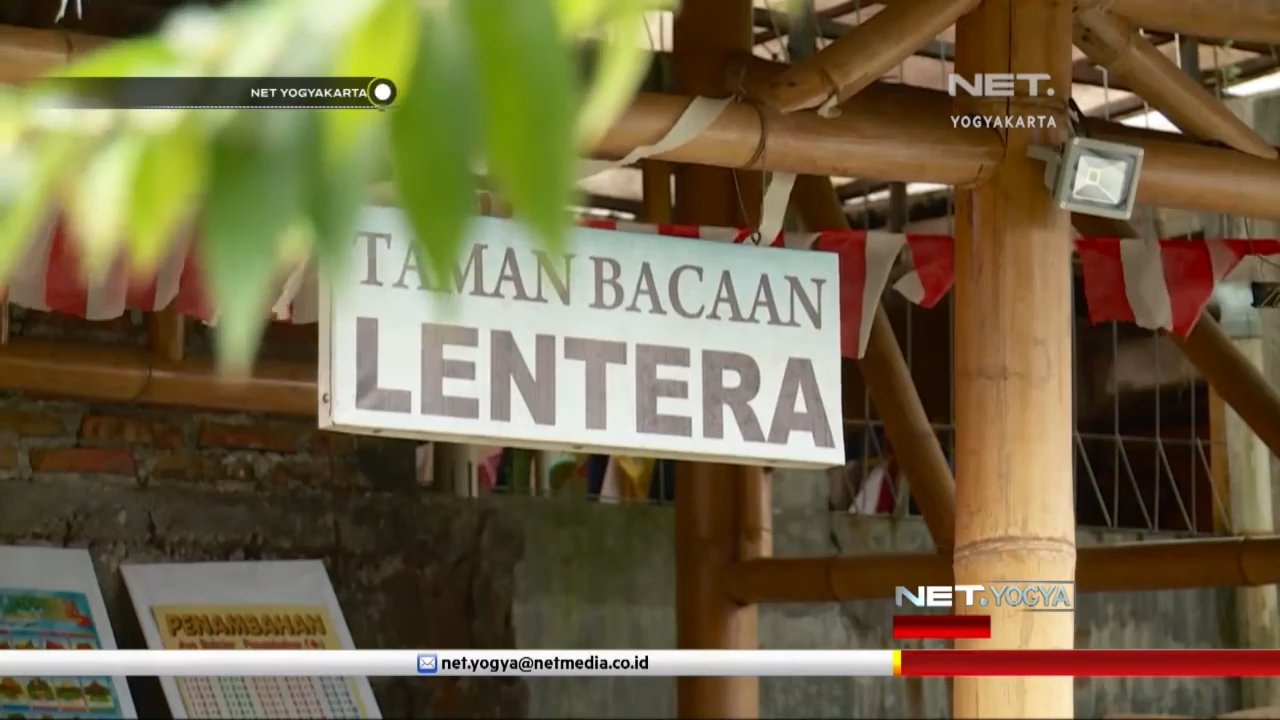 NET YOGYAKARTA
NET.
YOGYAKARTA
TAMAN BACAAN
LENTERA
PENAMBAHAN
NET.YOGYA
net.yogya@netmedia.co.id